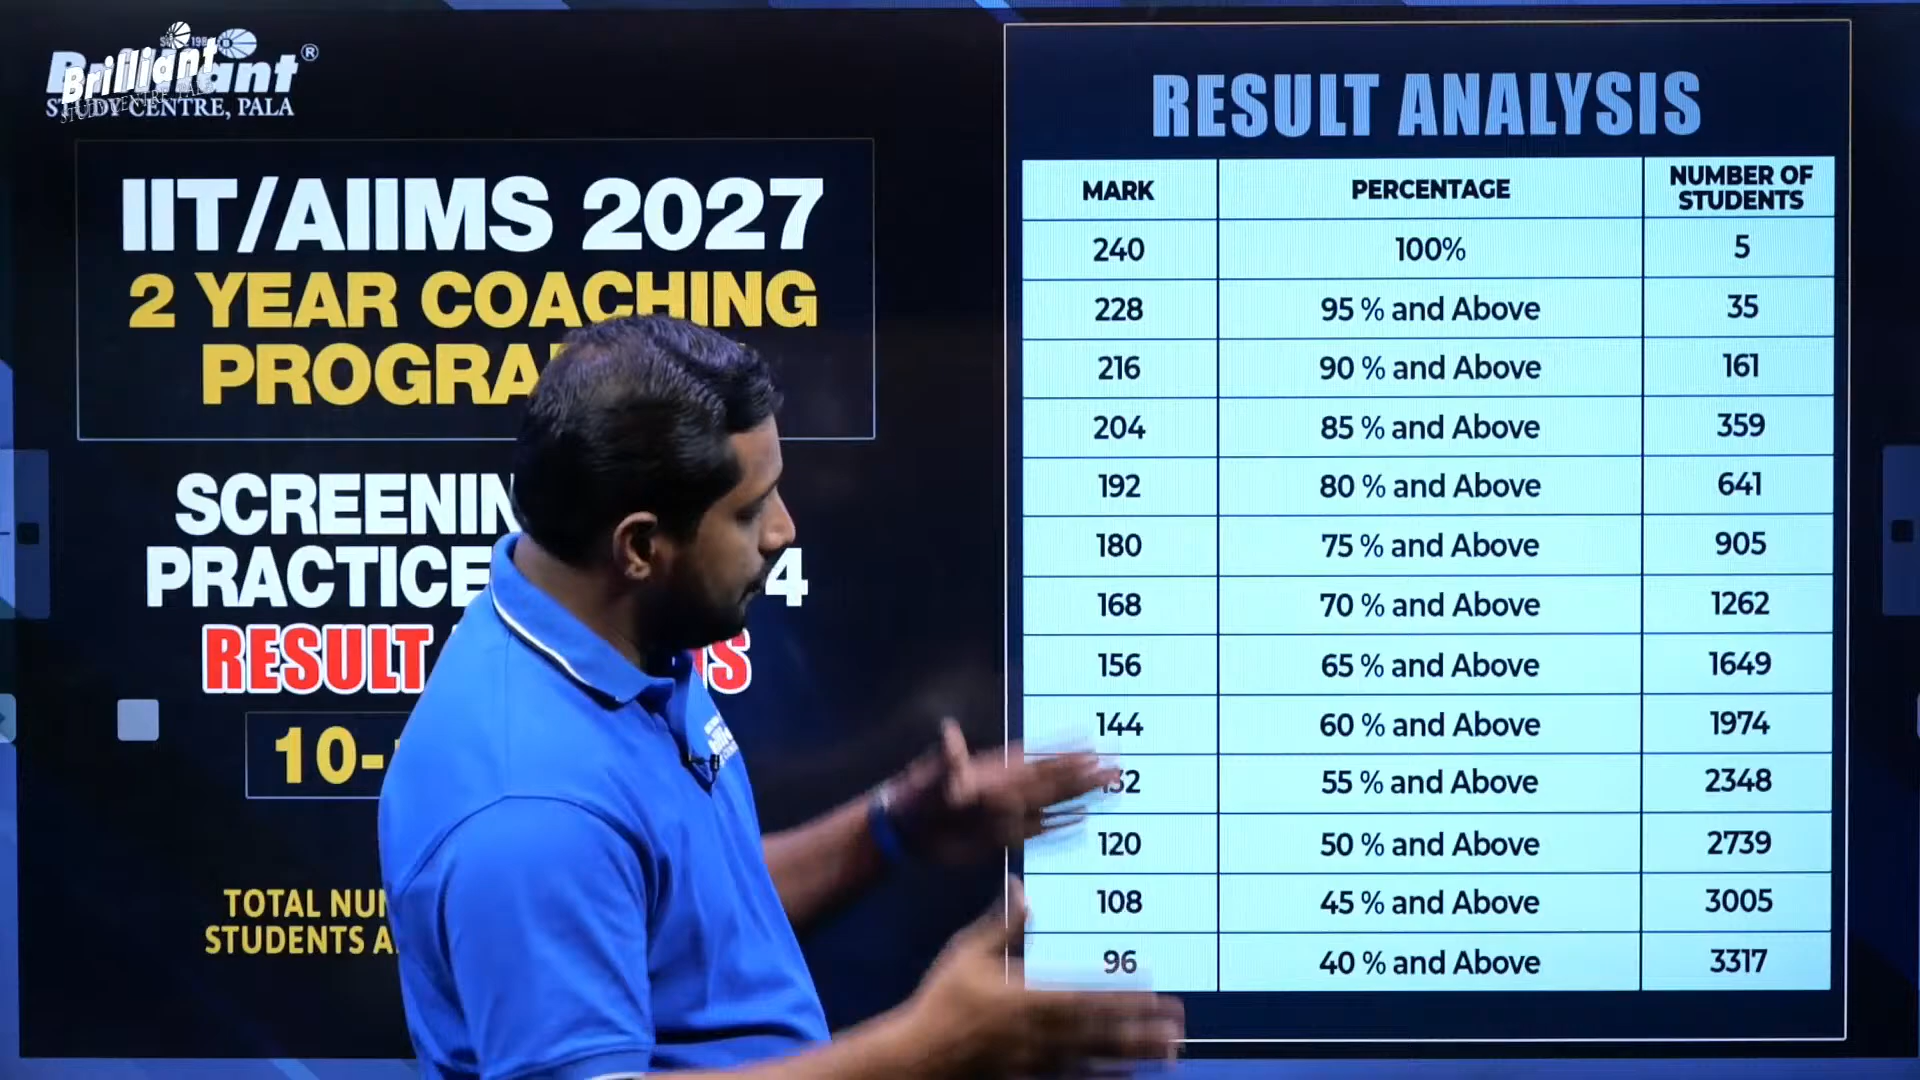 Brilliant
STUDY CENTRE, PALA
IIT/AIIMS 2027
2 YEAR COACHING
SCREENIN
PRACTICE 4
RESULT
10-
TOTAL NUM
STUDENTS A
RESULT ANALYSIS
MARK PERCENTAGE NUMBER OF STUDENTS
240 100% 5
228 95 % and Above 35
216 90 % and Above 161
204 85 % and Above 359
192 80 % and Above 641
180 75 % and Above 905
168 70 % and Above 1262
156 65 % and Above 1649
144 60 % and Above 1974
55 % and Above 2348
120 50 % and Above 2739
108 45 % and Above 3005
96 40 % and Above 3317